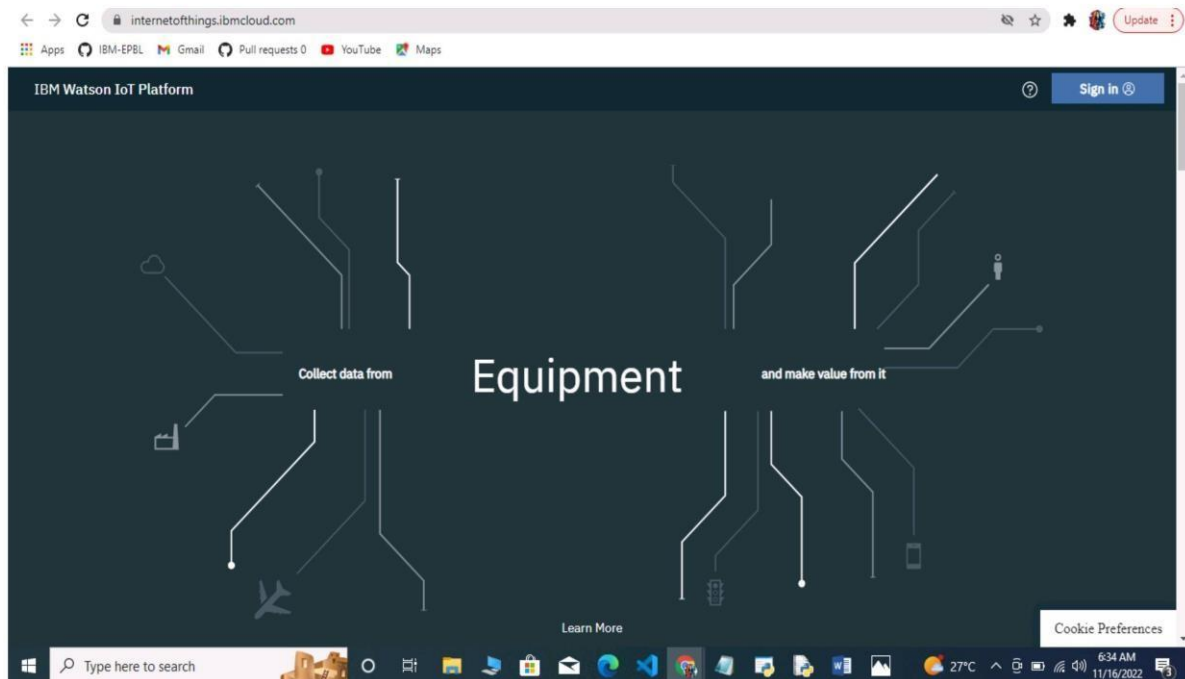 internetofthings.ibmcloud.com
Update
Apps IBM-EPBL Gmail Pull requests 0 YouTube Maps
IBM Watson IoT Platform
Sign in
Collect data from Equipment and make value from it
Learn More
Cookie Preferences
Type here to search
27°C
6:34 AM
11/16/2022
3